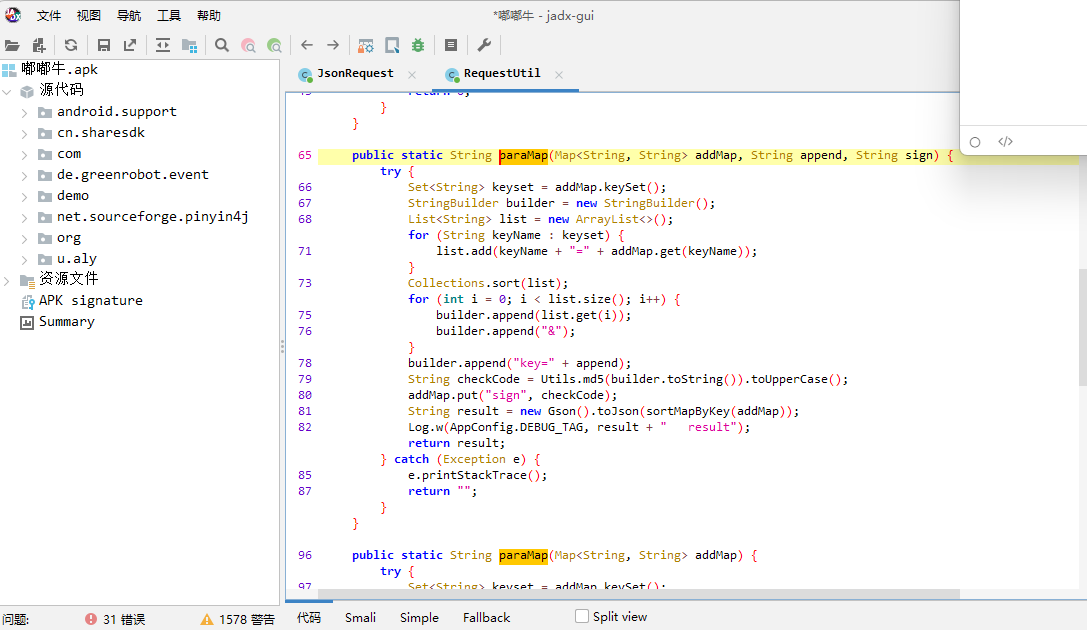 文件 视图 导航 工具 帮助
*嘟嘟牛 - jadx-gui
嘟嘟牛.apk
源代码
android.support
cn.sharesdk
com
de.greenrobot.event
demo
net.sourceforge.pinyin4j
org
u.aly
资源文件
APK signature
Summary
JsonRequest
RequestUtil
}
}
65 public static String paraMap(Map<String, String> addMap, String append, String sign) {
try {
66 Set<String> keyset = addMap.keySet();
67 StringBuilder builder = new StringBuilder();
68 List<String> list = new ArrayList<>();
for (String keyName : keyset) {
71 list.add(keyName + "=" + addMap.get(keyName));
}
73 Collections.sort(list);
for (int i = 0; i < list.size(); i++) {
75 builder.append(list.get(i));
76 builder.append("&");
}
78 builder.append("key=" + append);
79 String checkCode = Utils.md5(builder.toString()).toUpperCase();
80 addMap.put("sign", checkCode);
81 String result = new Gson().toJson(sortMapByKey(addMap));
82 Log.w(AppConfig.DEBUG_TAG, result + "   result");
return result;
} catch (Exception e) {
85 e.printStackTrace();
87 return "";
}
}
96 public static String paraMap(Map<String, String> addMap) {
try {
97 Set<String> keyset = addMap.keySet();
问题: 31 错误 1578 警告
代码 Smali Simple Fallback Split view